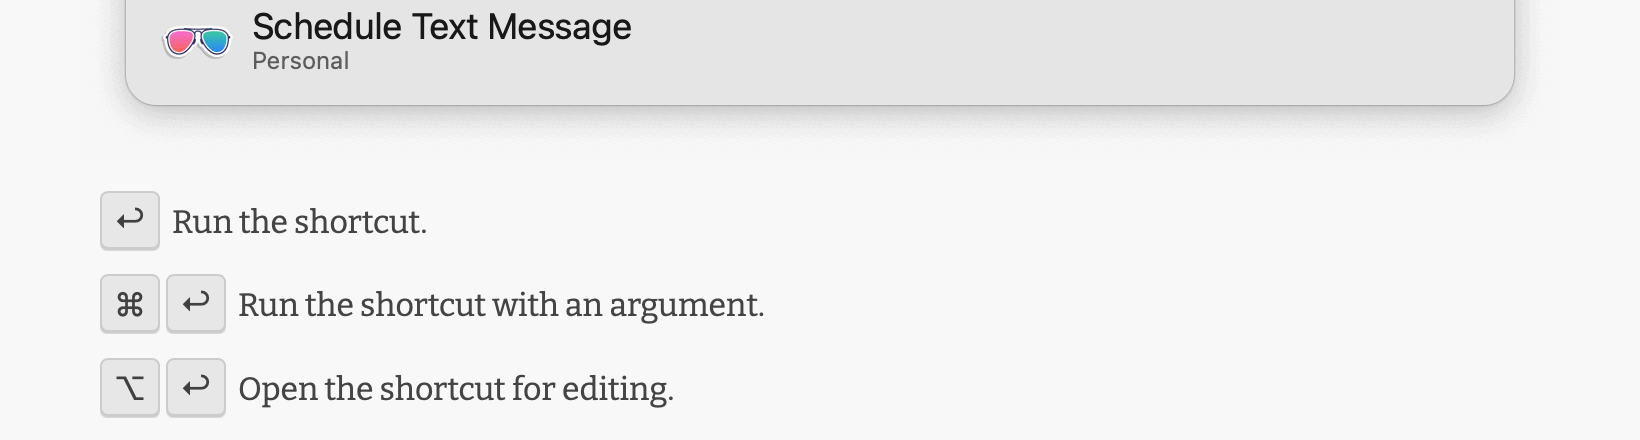 Schedule Text Message
Personal
↩ Run the shortcut.
⌘ ↩ Run the shortcut with an argument.
⌥ ↩ Open the shortcut for editing.